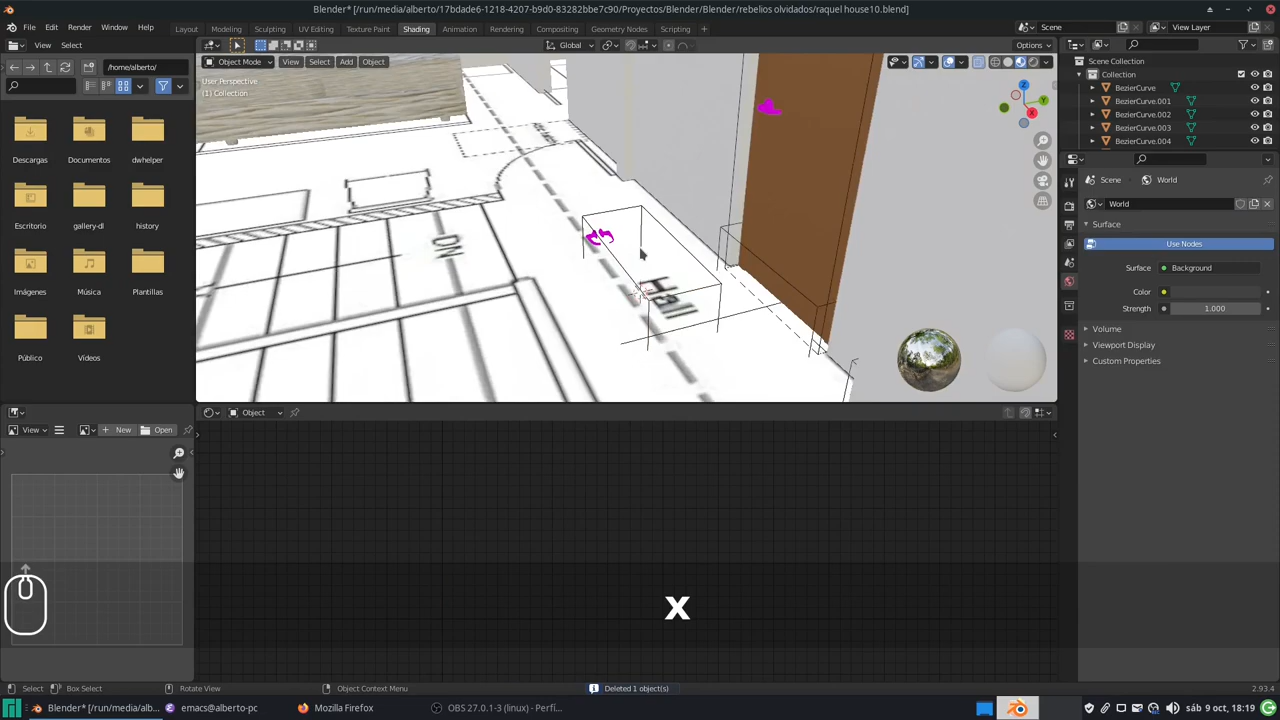 Blender* [/run/media/alberto/17bdade6-1218-4207-b9d0-83282bbe7c90/Proyectos/Blender/Blender/rebelios olvidados/raquel house10.blend]
File Edit Render Window Help Layout Modeling Sculpting UV Editing Texture Paint Shading Animation Rendering Compositing Geometry Nodes Scripting + Scene View Layer
View Select Global Options
Object Mode View Select Add Object
/home/alberto/
User Perspective
(1) Collection
Scene Collection
Collection
BezierCurve
BezierCurve.001
BezierCurve.002
BezierCurve.003
BezierCurve.004
Descargas Documentos dwhelper
Escritorio gallery-dl Imágenes
Imágenes Música Plantillas
Público Vídeos
Scene World
World
Surface
Use Nodes
Surface Background
Color
Strength 1.000
Volume
Viewport Display
Custom Properties
Z
Y
X
DN
Hall
Object
View New Open
x
Select Box Select Rotate View Object Context Menu Deleted 1 object(s) 2.93.4
Blender* [/run/media/alb... emacs@alberto-pc Mozilla Firefox OBS 27.0.1-3 (linux) - Perfi... sáb 9 oct, 18:19